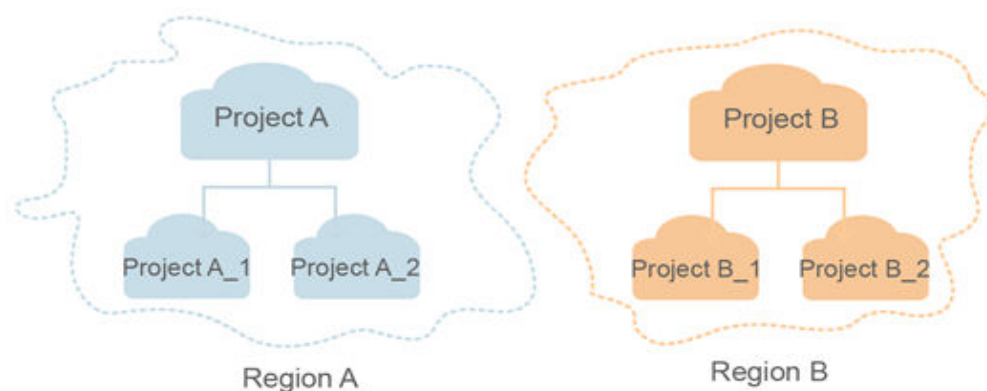 Project A
Project B
Project A_1
Project A_2
Project B_1
Project B_2
Region A
Region B